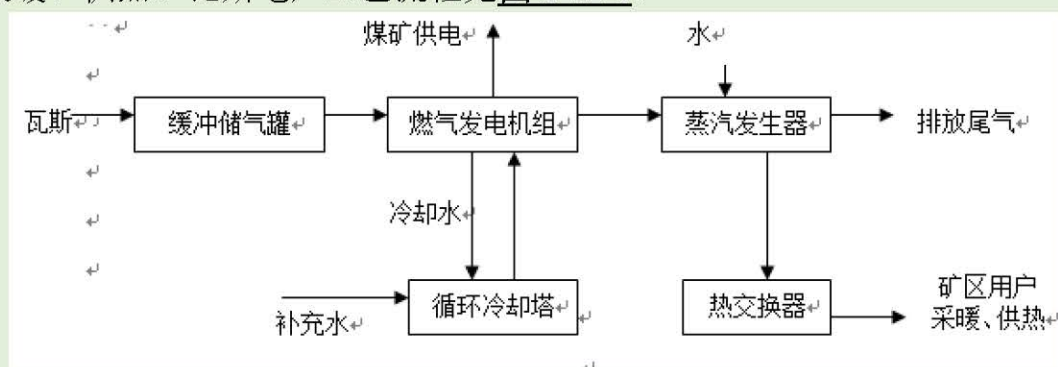 煤矿供电
水
瓦斯
缓冲储气罐
燃气发电机组
蒸汽发生器
排放尾气
冷却水
补充水
循环冷却塔
热交换器
矿区用户
采暖、供热